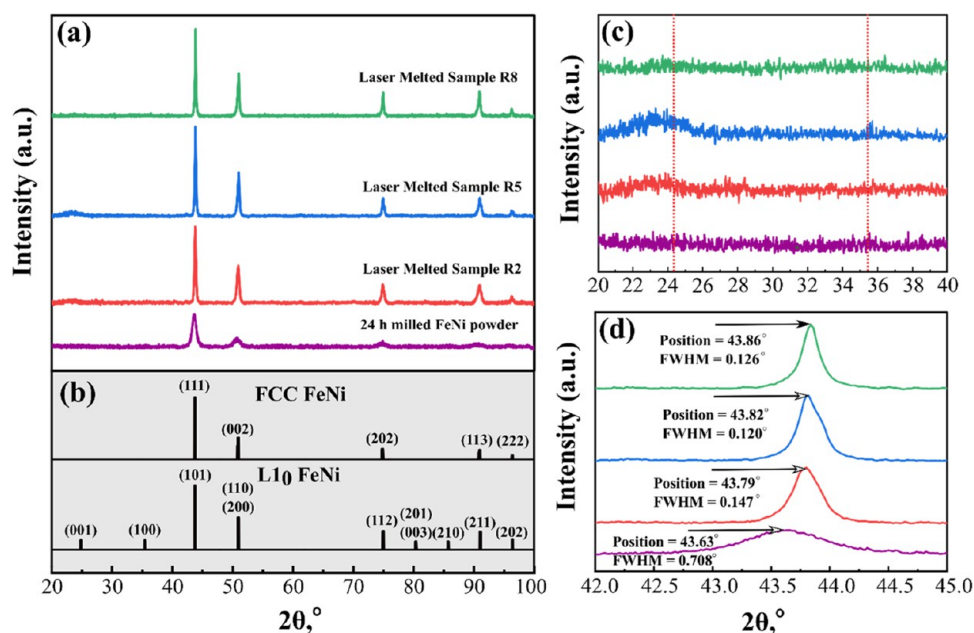 (a)
Intensity (a.u.)
Laser Melted Sample R8
Laser Melted Sample R5
Laser Melted Sample R2
24 h milled FeNi powder
(b)
FCC FeNi
(111)
(002)
(202)
(113)
(222)
L10 FeNi
(001)
(100)
(101)
(110)
(200)
(112)
(201)
(003)
(210)
(211)
(202)
20 30 40 50 60 70 80 90 100
2θ,°
(c)
Intensity (a.u.)
20 22 24 26 28 30 32 34 36 38 40
(d)
Intensity (a.u.)
Position = 43.86°
FWHM = 0.126°
Position = 43.82°
FWHM = 0.120°
Position = 43.79°
FWHM = 0.147°
Position = 43.63°
FWHM = 0.708°
42.0 42.5 43.0 43.5 44.0 44.5 45.0
2θ,°